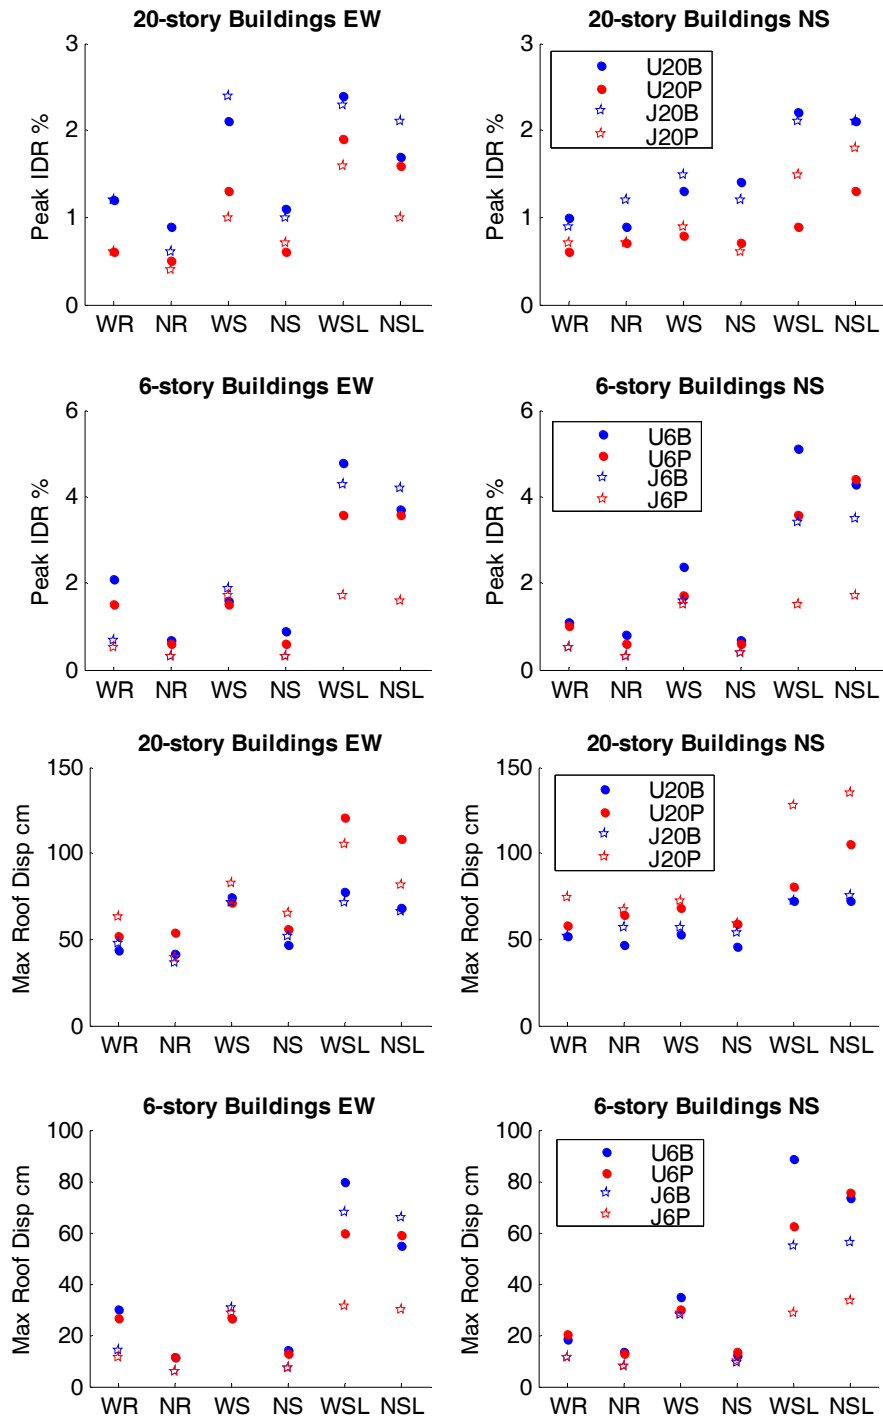 20-story Buildings EW
3
2
1
0
Peak IDR %
WR NR WS NS WSL NSL
20-story Buildings NS
3
2
1
0
Peak IDR %
U20B
U20P
J20B
J20P
WR NR WS NS WSL NSL
6-story Buildings EW
6
4
2
0
Peak IDR %
WR NR WS NS WSL NSL
6-story Buildings NS
6
4
2
0
Peak IDR %
U6B
U6P
J6B
J6P
WR NR WS NS WSL NSL
20-story Buildings EW
150
100
50
0
Max Roof Disp cm
WR NR WS NS WSL NSL
20-story Buildings NS
150
100
50
0
Max Roof Disp cm
U20B
U20P
J20B
J20P
WR NR WS NS WSL NSL
6-story Buildings EW
100
80
60
40
20
0
Max Roof Disp cm
WR NR WS NS WSL NSL
6-story Buildings NS
100
80
60
40
20
0
Max Roof Disp cm
U6B
U6P
J6B
J6P
WR NR WS NS WSL NSL